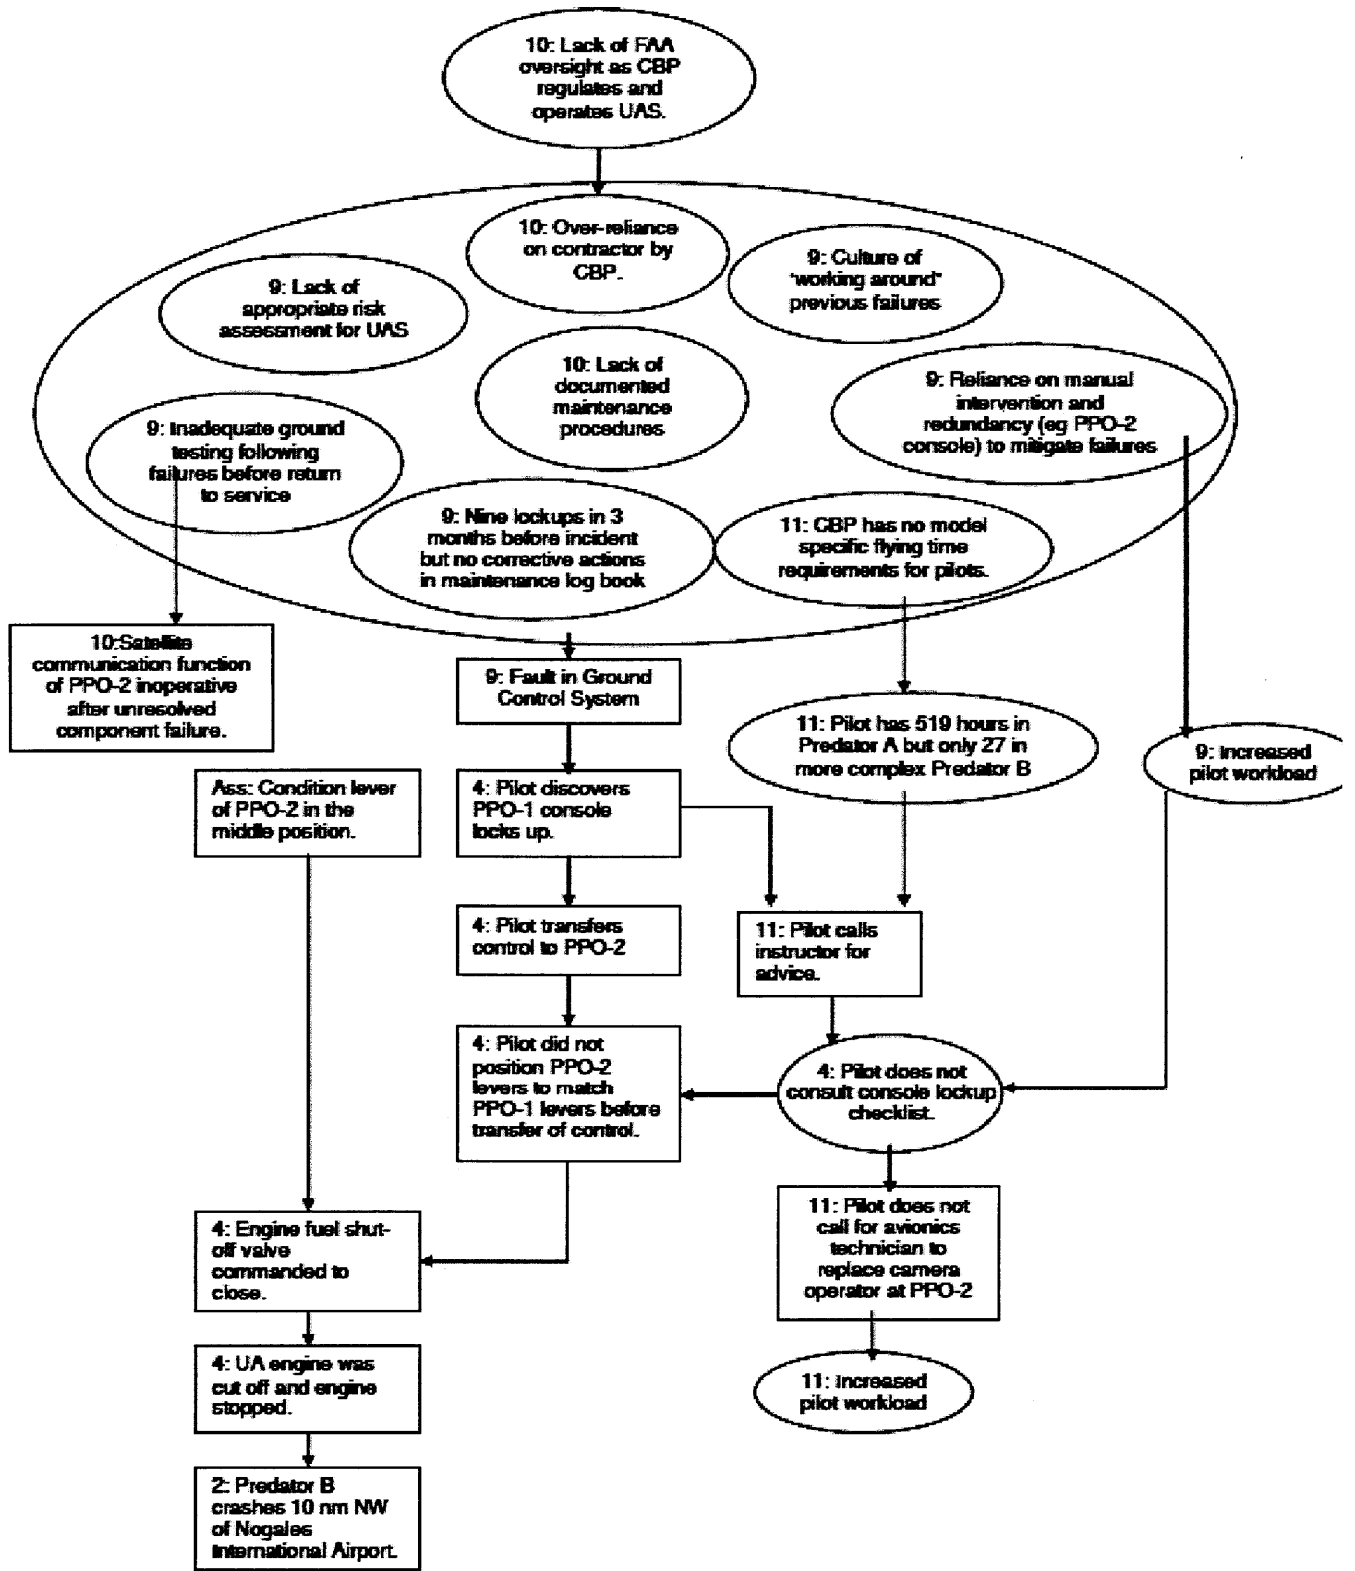 10: Lack of FAA
oversight as CBP
regulates and
operates UAS.
10: Over-reliance
on contractor by
CBP.
9: Culture of
"working around"
previous failures
9: Lack of
appropriate risk
assessment for UAS
10: Lack of
documented
maintenance
procedures
9: Reliance on manual
intervention and
redundancy (eg PPO-2
console) to mitigate failures
9: Inadequate ground
testing following
failures before return
to service
9: Nine lockups in 3
months before incident
but no corrective actions
in maintenance log book
11: CBP has no model
specific flying time
requirements for pilots.
10:Satellite
communication function
of PPO-2 inoperative
after unresolved
component failure.
9: Fault in Ground
Control System
11: Pilot has 519 hours in
Predator A but only 27 in
more complex Predator B
9: Increased
pilot workload
Ass: Condition lever
of PPO-2 in the
middle position.
4: Pilot discovers
PPO-1 console
locks up.
4: Pilot transfers
control to PPO-2
11: Pilot calls
instructor for
advice.
4: Pilot did not
position PPO-2
levers to match
PPO-1 levers before
transfer of control.
4: Pilot does not
consult console lockup
checklist.
4: Engine fuel shut-
off valve
commanded to
close.
11: Pilot does not
call for avionics
technician to
replace camera
operator at PPO-2
4: UA engine was
cut off and engine
stopped.
11: Increased
pilot workload
2: Predator B
crashes 10 nm NW
of Nogales
International Airport.